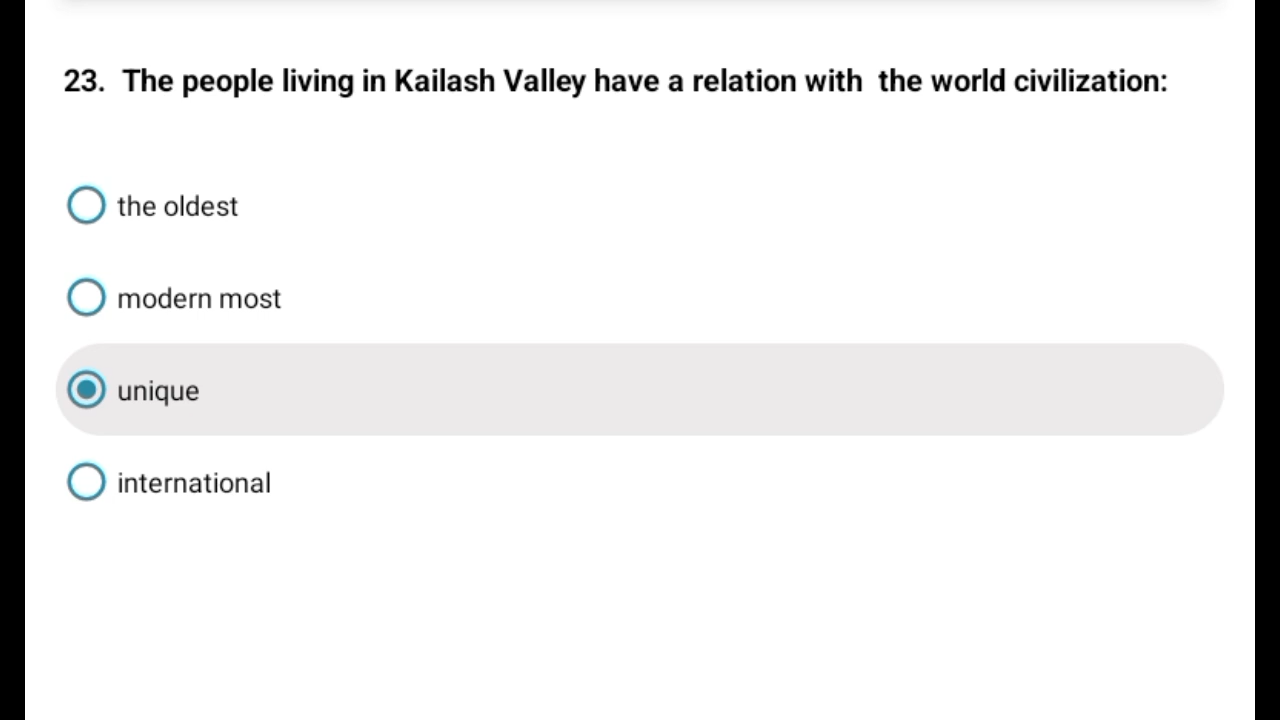 23. The people living in Kailash Valley have a relation with the world civilization:
the oldest
modern most
unique
international